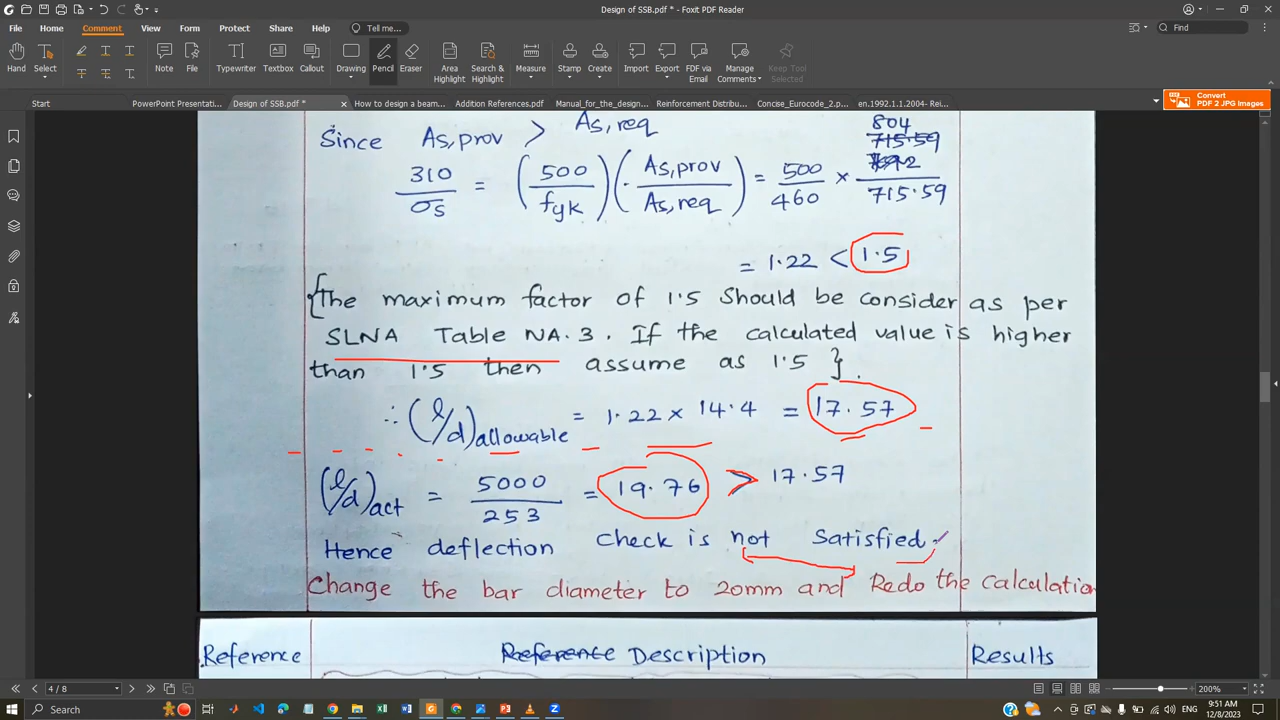 Design of SSB.pdf * - Foxit PDF Reader
File Home Comment View Form Protect Share Help Tell me... Find
Hand Select Note File Typewriter Textbox Callout Drawing Pencil Eraser Area Highlight Search & Highlight Measure Stamp Create Import Export FDF via Email Manage Comments Keep Tool Selected
Start PowerPoint Presentati... Design of SSB.pdf * How to design a beam... Addition References.pdf Manual_for_the_design... Reinforcement Distribu... Concise_Eurocode_2.p... en.1992.1.1.2004- Rei... Convert PDF 2 JPG Images
Since As,prov > As,req
804
715.59
310/σs = (500/fyk)(As,prov/As,req) = 500/460 × 715.59
= 1.22 < 1.5
{The maximum factor of 1.5 Should be consider as per
SLNA Table NA.3. If the calculated value is higher
than 1.5 then assume as 1.5 }.
∴ (l/d)allowable = 1.22 × 14.4 = 17.57
(l/d)act = 5000/253 = 19.76 > 17.57
Hence deflection check is not Satisfied
Change the bar diameter to 20mm and Redo the calculation
Reference Reference Description Results
4 / 8 200%
Search 9:51 AM
12/8/2023